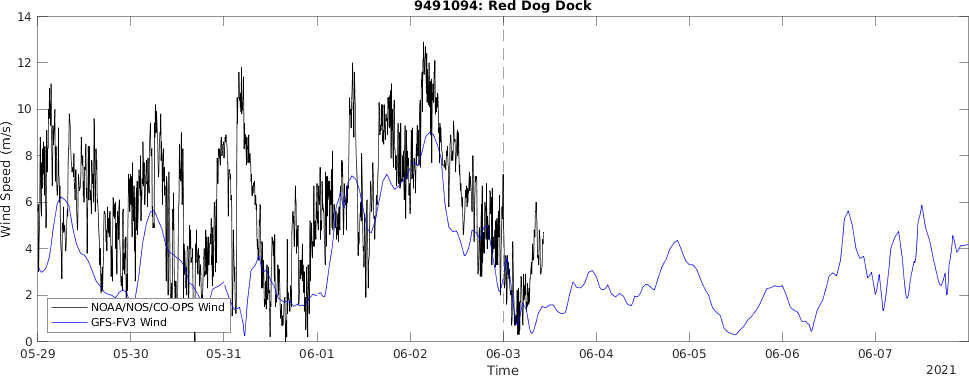 9491094: Red Dog Dock
14
12
10
8
6
4
2
0
Wind Speed (m/s)
NOAA/NOS/CO-OPS Wind
GFS-FV3 Wind
05-29 05-30 05-31 06-01 06-02 06-03 06-04 06-05 06-06 06-07
Time
2021